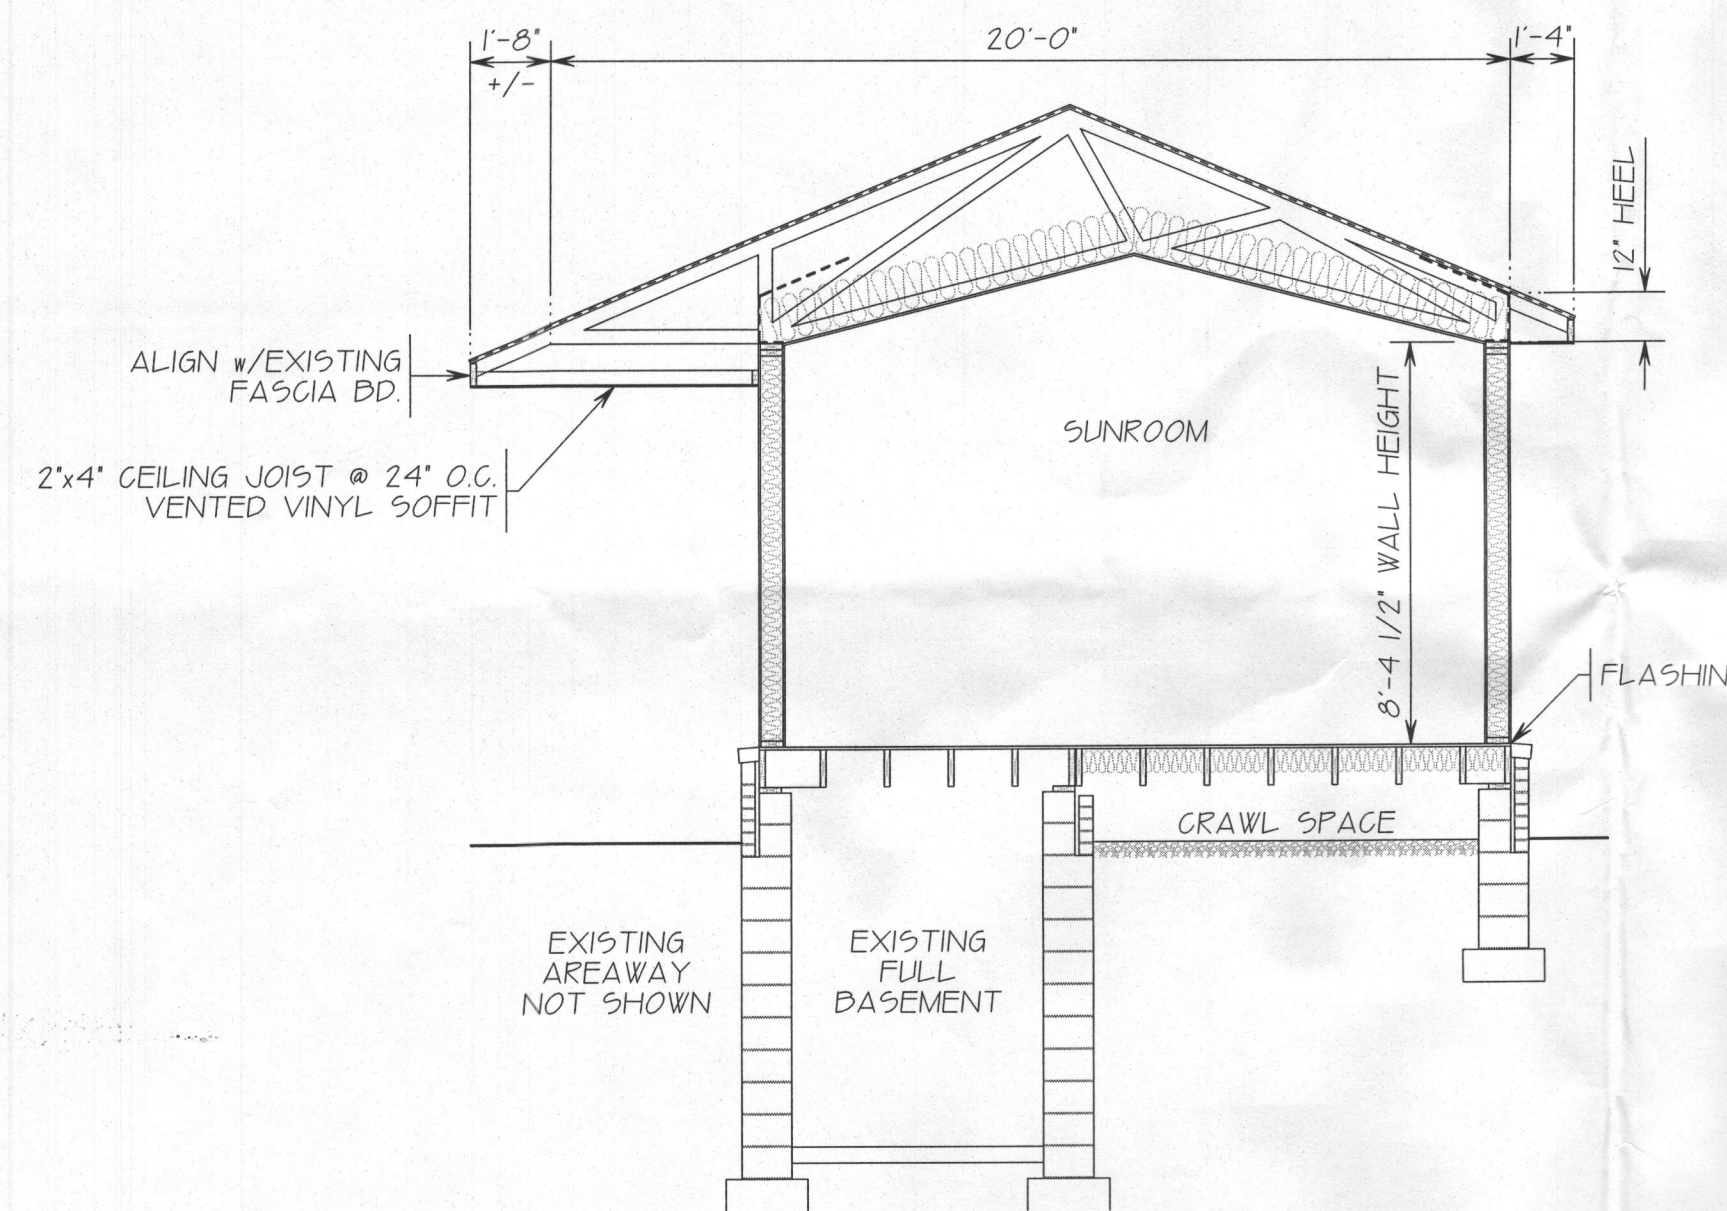 1'-8"
+/-
20'-0"
1'-4"
12" HEEL
ALIGN w/EXISTING
FASCIA BD.
2"x4" CEILING JOIST @ 24" O.C.
VENTED VINYL SOFFIT
SUNROOM
8'-4 1/2" WALL HEIGHT
FLASHIN
CRAWL SPACE
EXISTING
AREAWAY
NOT SHOWN
EXISTING
FULL
BASEMENT